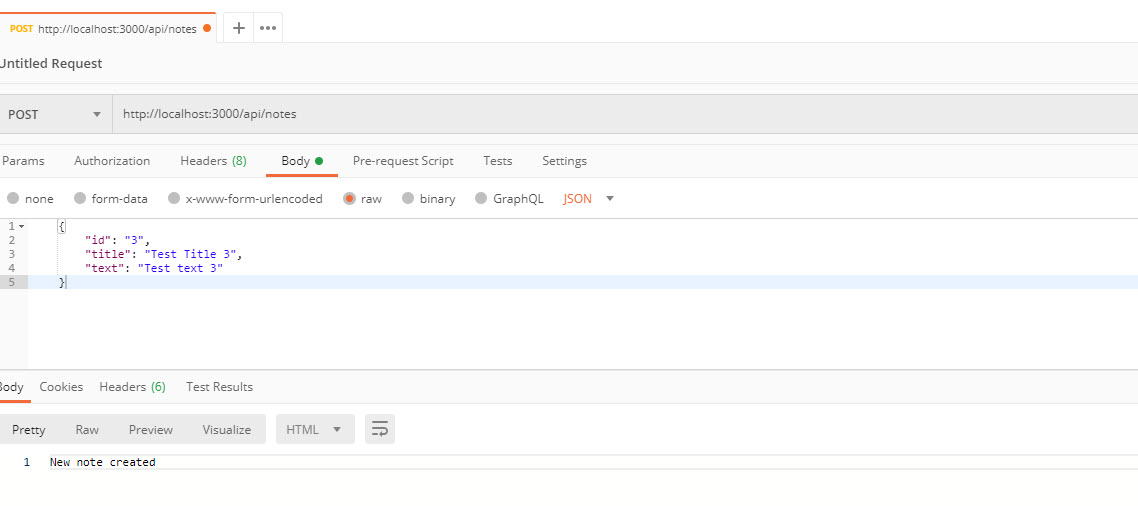 POST http://localhost:3000/api/notes
Untitled Request
POST http://localhost:3000/api/notes
Params Authorization Headers (8) Body Pre-request Script Tests Settings
none form-data x-www-form-urlencoded raw binary GraphQL JSON
1 {
2 "id": "3",
3 "title": "Test Title 3",
4 "text": "Test text 3"
5 }
Body Cookies Headers (6) Test Results
Pretty Raw Preview Visualize HTML
1 New note created